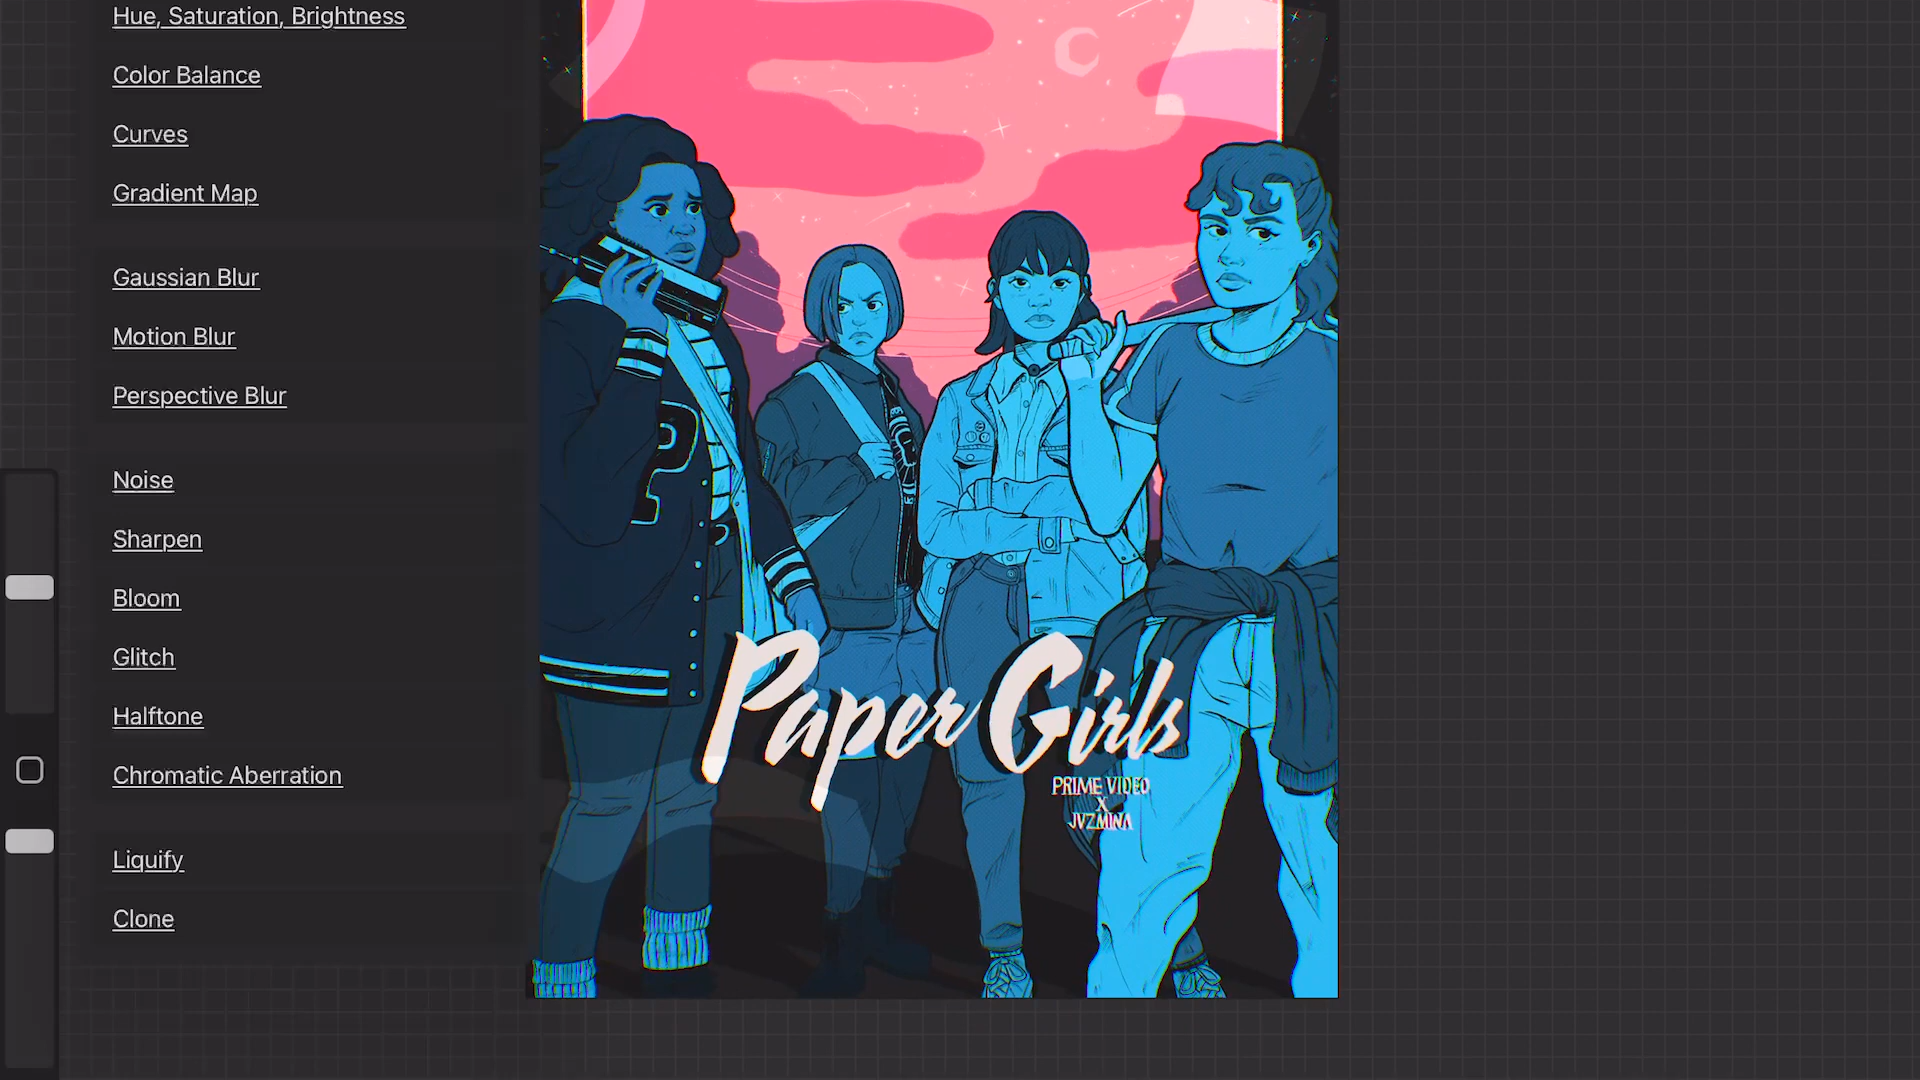 Hue, Saturation, Brightness
Color Balance
Curves
Gradient Map
Gaussian Blur
Motion Blur
Perspective Blur
Noise
Sharpen
Bloom
Glitch
Halftone
Chromatic Aberration
Liquify
Clone
P
Paper Girls
PRIME VIDEO
X
JVZMINA